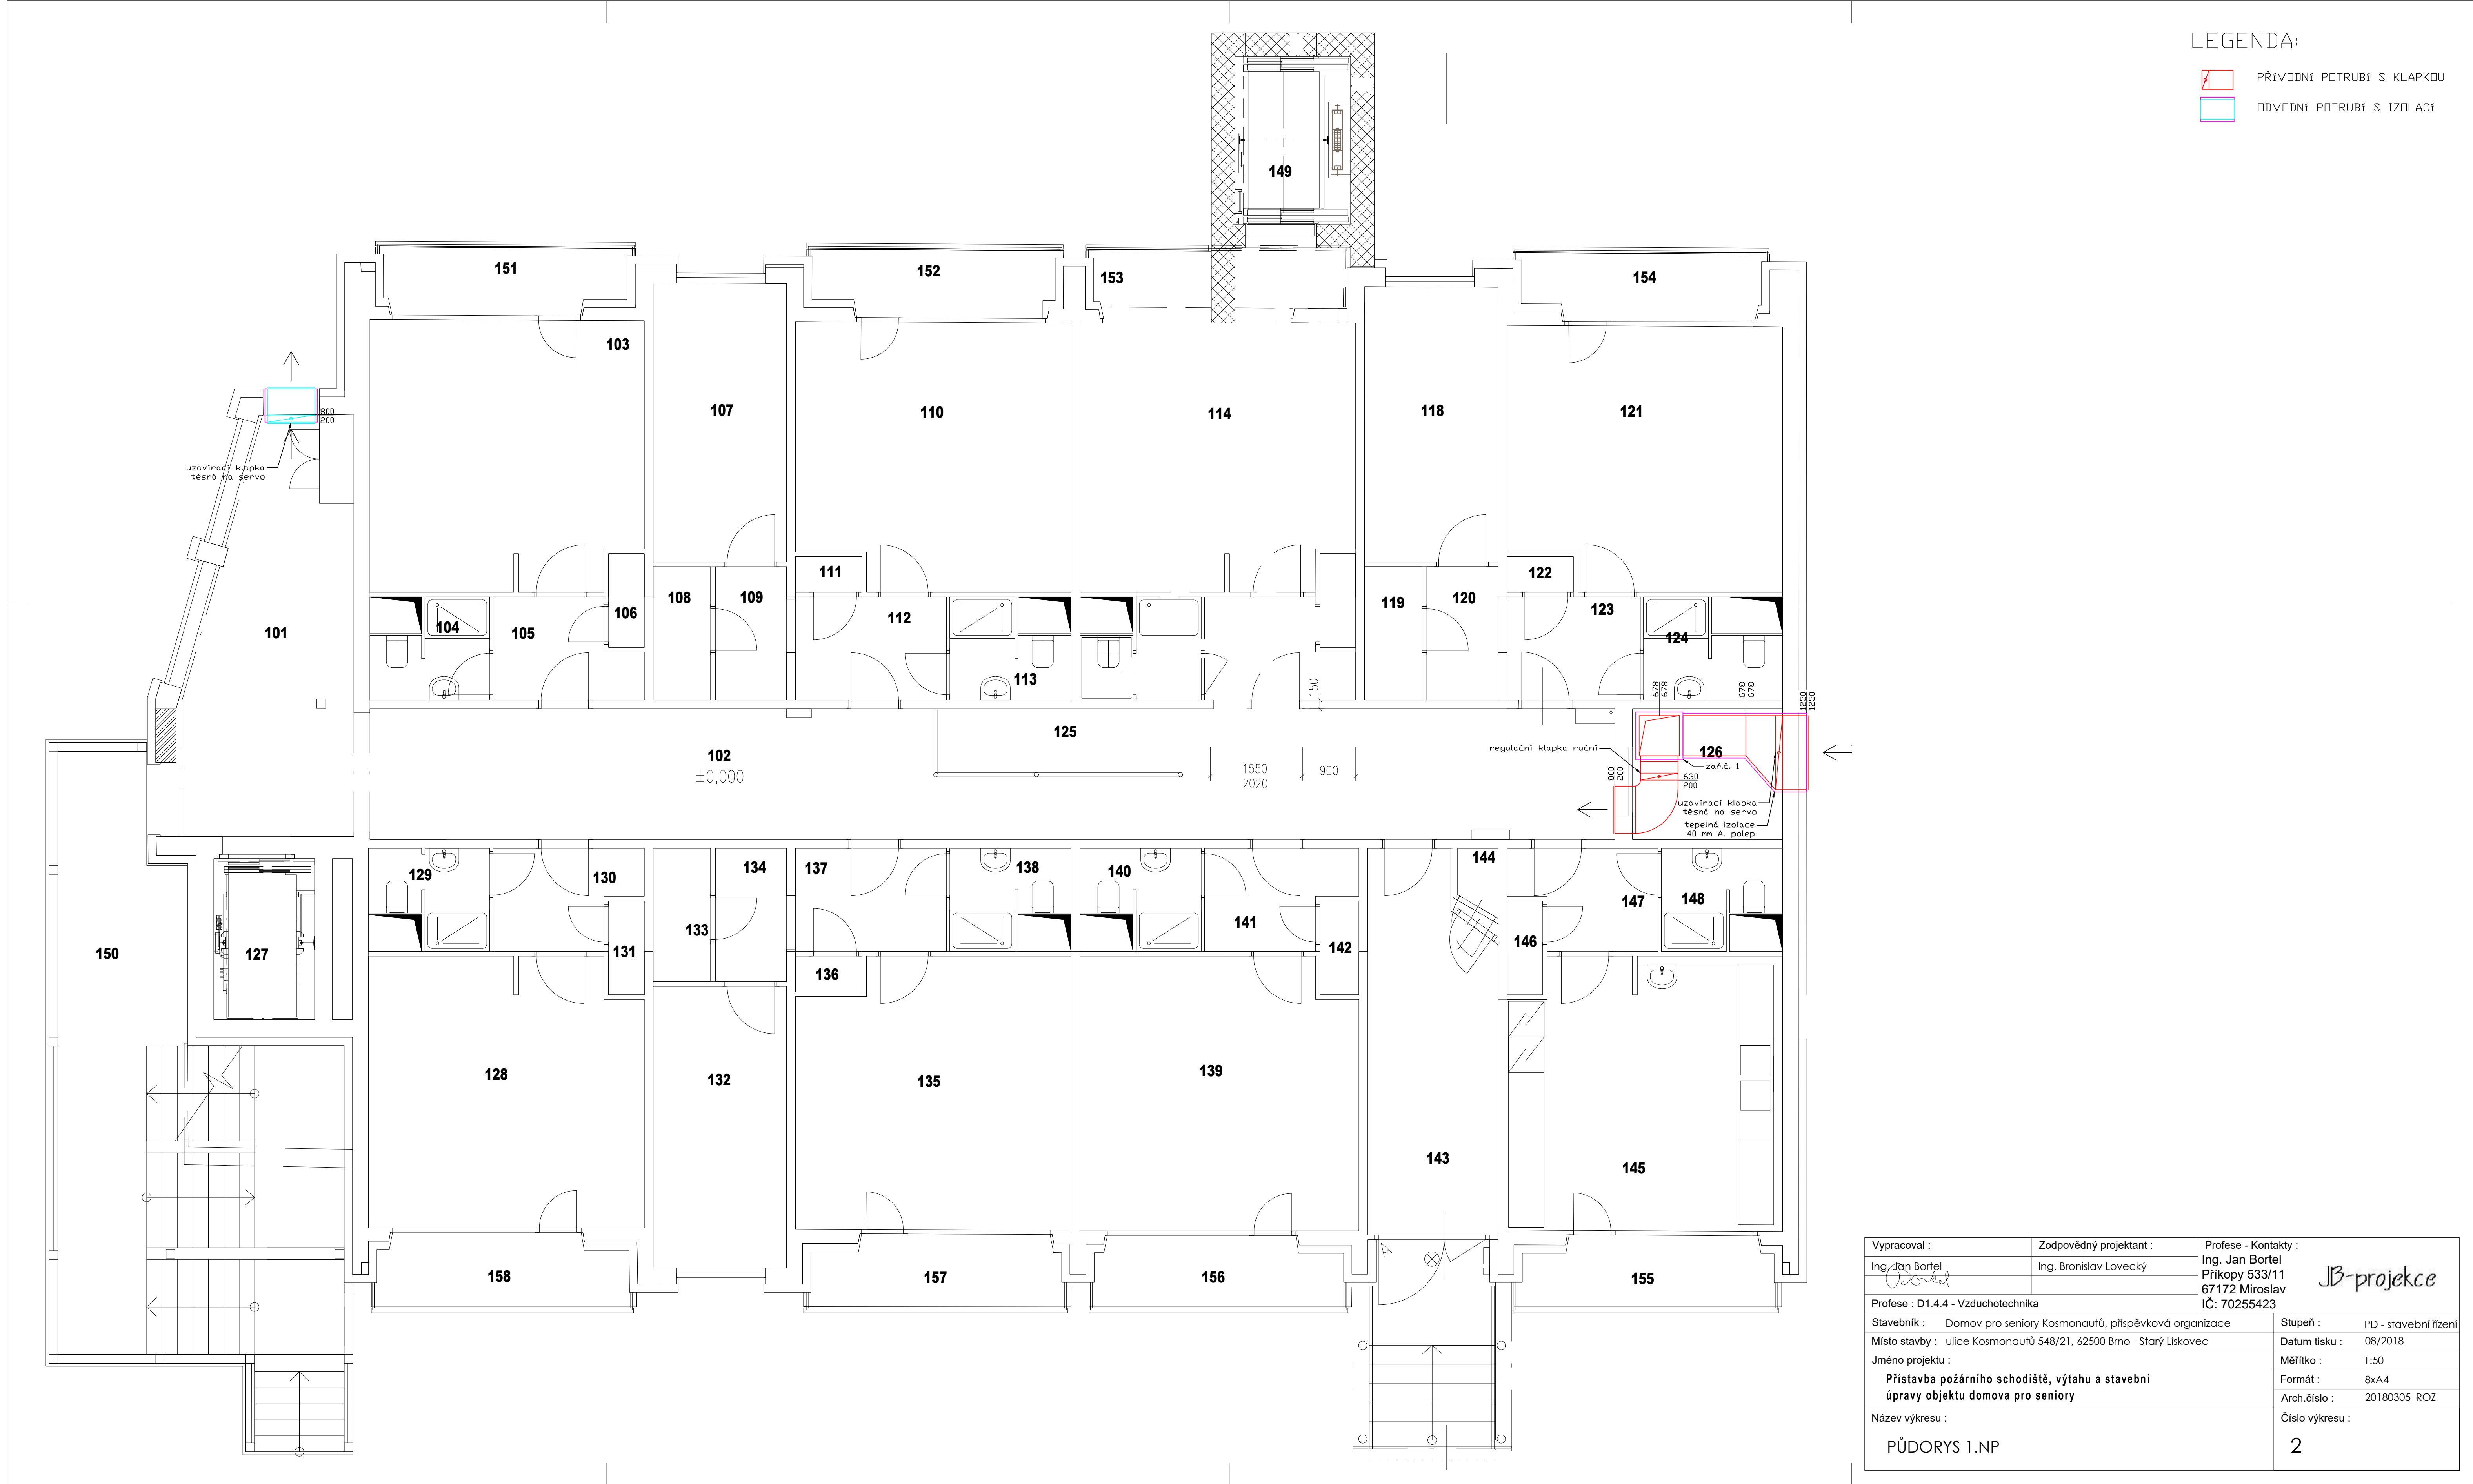 LEGENDA:
PŘÍVODNÍ POTRUBÍ S KLAPKOU
ODVODNÍ POTRUBÍ S IZOLACÍ
149
151
152
153
154
103
107
110
114
118
121
800
200
uzavírací klapka
těsná na servo
101
104
105
106
108
109
111
112
113
119
120
122
123
124
150
678
678
678
678
1250
1250
102
±0,000
125
1550
2020
900
regulační klapka ruční
800
200
126
zař.č. 1
630
200
uzavírací klapka
těsná na servo
tepelná izolace
40 mm Al polep
127
129
130
131
133
134
136
137
138
140
141
142
144
146
147
148
150
128
132
135
139
143
145
A
158
157
156
155
Vypracoval :
Zodpovědný projektant :
Profese - Kontakty :
Ing. Jan Bortel
Ing. Bronislav Lovecký
Ing. Jan Bortel
Příkopy 533/11
67172 Miroslav
IČ: 70255423
JB-projekce
Bortel
Profese : D1.4.4 - Vzduchotechnika
Stavebník : Domov pro seniory Kosmonautů, příspěvková organizace
Stupeň : PD - stavební řízení
Místo stavby : ulice Kosmonautů 548/21, 62500 Brno - Starý Lískovec
Datum tisku : 08/2018
Jméno projektu :
Měřítko : 1:50
Přístavba požárního schodiště, výtahu a stavební
úpravy objektu domova pro seniory
Formát : 8xA4
Arch.číslo : 20180305_ROZ
Název výkresu :
Číslo výkresu :
PŮDORYS 1.NP
2